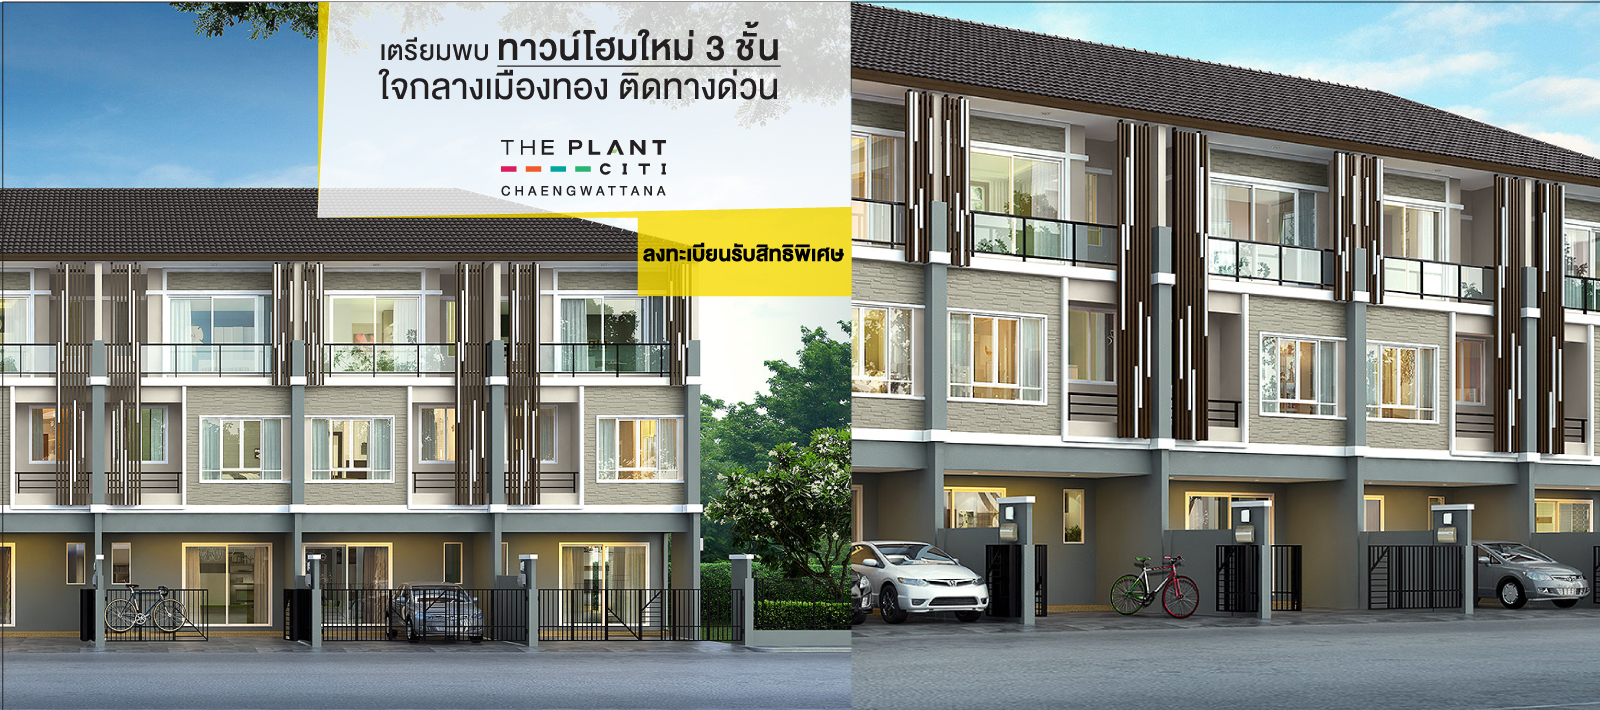 เตรียมพบ ทาวน์โฮมใหม่ 3 ชั้น
ใจกลางเมืองทอง ติดทางด่วน
THE PLANT
CITI
CHAENGWATTANA
ลงทะเบียนรับสิทธิพิเศษ